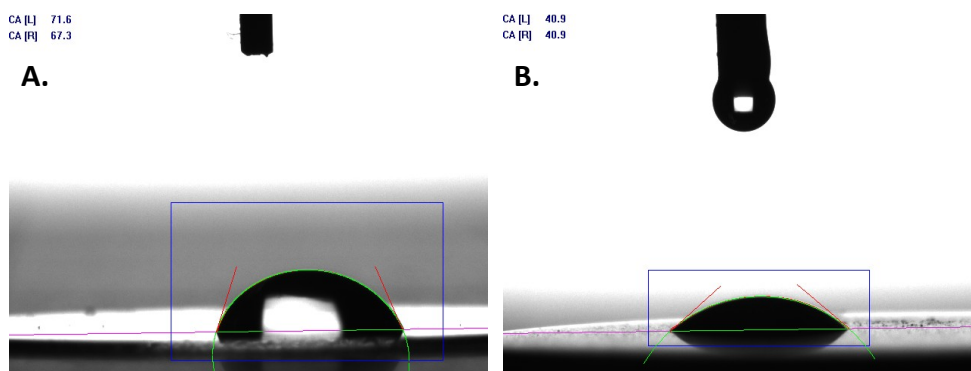 CA [L] 71.6
CA [R] 67.3
A.
CA [L] 40.9
CA [R] 40.9
B.